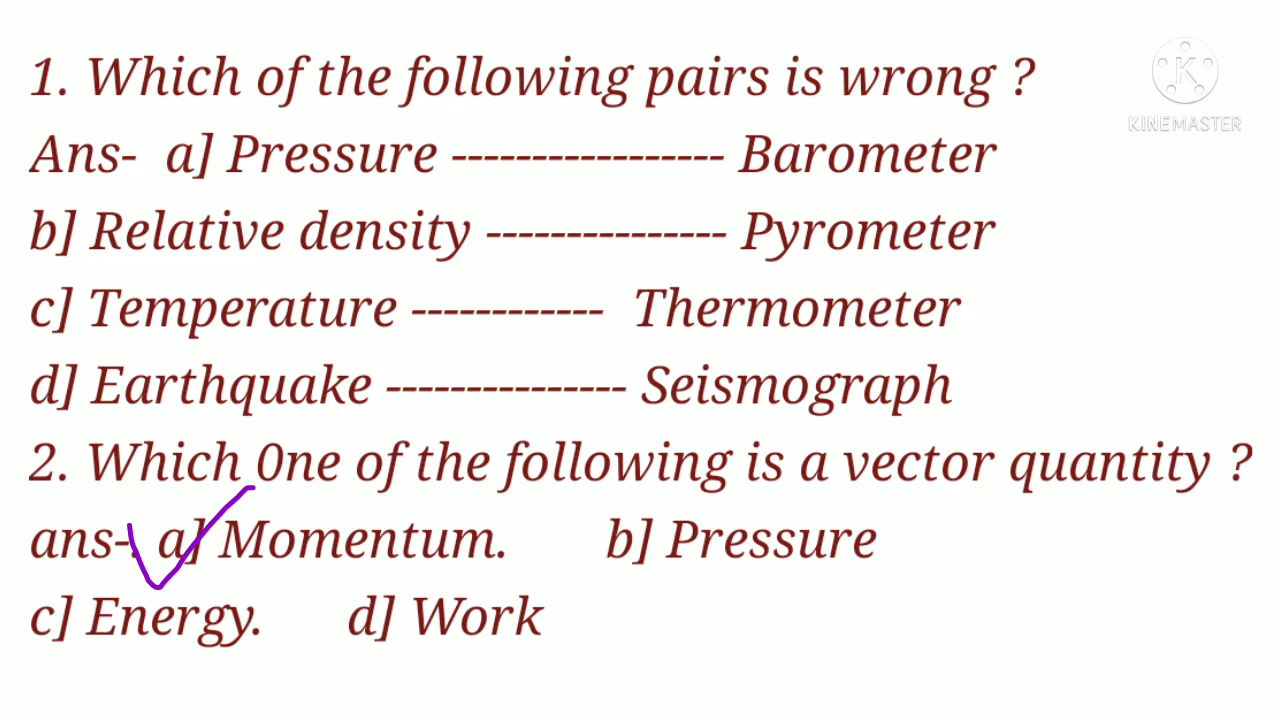 1. Which of the following pairs is wrong ?
KINEMASTER
Ans- a] Pressure ----------------- Barometer
b] Relative density --------------- Pyrometer
c] Temperature ------------ Thermometer
d] Earthquake --------------- Seismograph
2. Which 0ne of the following is a vector quantity ?
ans-. a] Momentum. b] Pressure
c] Energy. d] Work